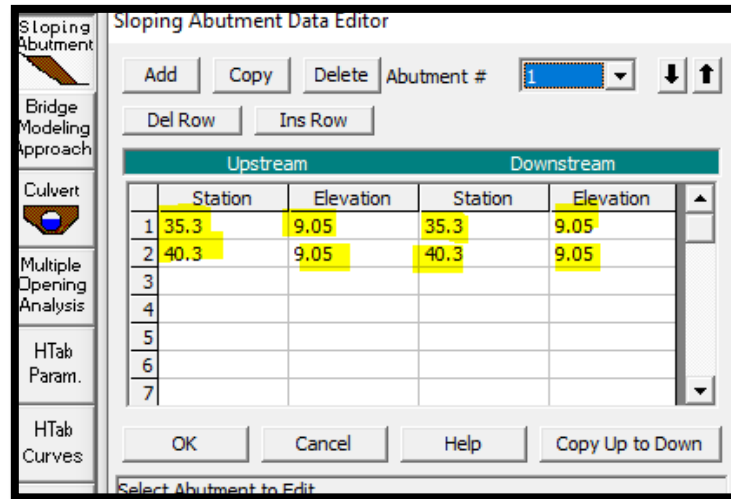 Sloping Abutment Data Editor
Sloping
Abutment
Add Copy Delete Abutment # 1
Del Row Ins Row
Bridge
Modeling
Approach
Upstream Downstream
Station Elevation Station Elevation
1 35.3 9.05 35.3 9.05
2 40.3 9.05 40.3 9.05
3
4
5
6
7
Culvert
Multiple
Opening
Analysis
HTab
Param.
HTab
Curves
OK Cancel Help Copy Up to Down
Select Abutment to Edit